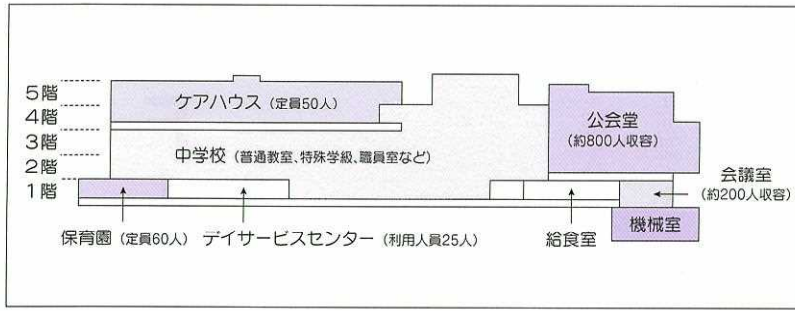 5階
4階
3階
2階
1階
ケアハウス（定員50人）
中学校（普通教室、特殊学級、職員室など）
公会堂
（約800人収容）
会議室
（約200人収容）
機械室
保育園（定員60人）
デイサービスセンター（利用人員25人）
給食室